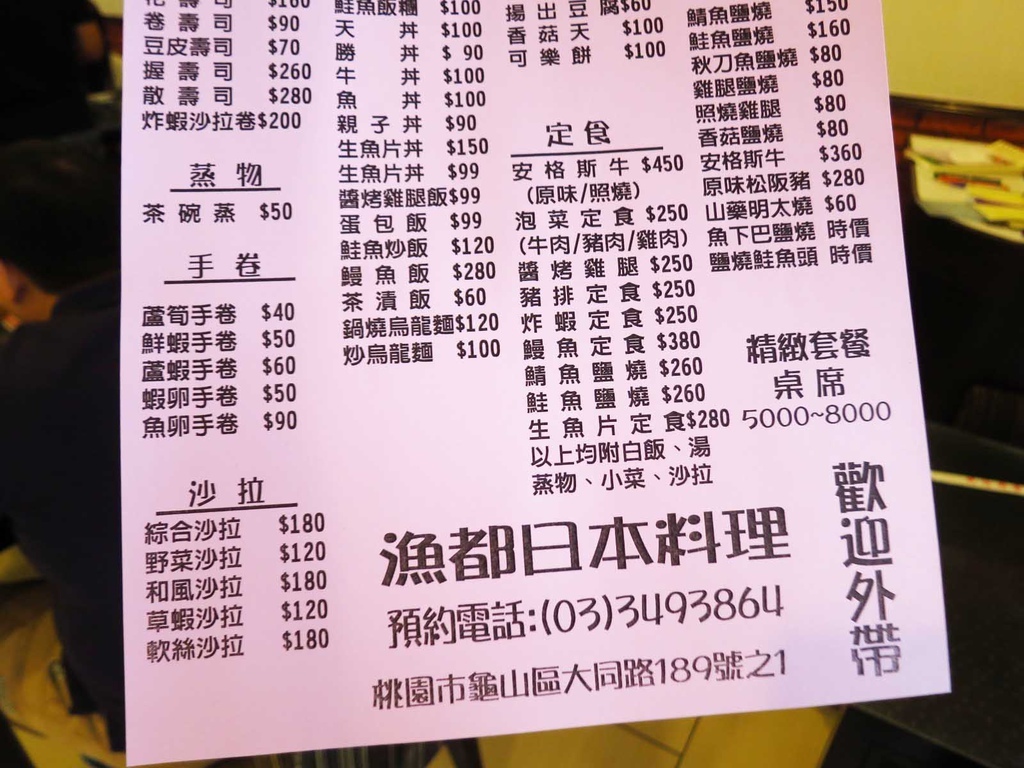 壽司 $160
卷壽司 $90
豆皮壽司 $70
握壽司 $260
散壽司 $280
炸蝦沙拉卷$200
蒸物
茶碗蒸 $50
手卷
蘆筍手卷 $40
鮮蝦手卷 $50
蘆蝦手卷 $60
蝦卵手卷 $50
魚卵手卷 $90
沙拉
綜合沙拉 $180
野菜沙拉 $120
和風沙拉 $180
草蝦沙拉 $120
軟絲沙拉 $180
鮭魚飯糰 $100
天丼 $100
勝丼 $90
牛丼 $100
魚丼 $100
親子丼 $90
生魚片丼 $150
生魚片丼 $99
醬烤雞腿飯$99
蛋包飯 $99
鮭魚炒飯 $120
鰻魚飯 $280
茶漬飯 $60
鍋燒烏龍麵$120
炒烏龍麵 $100
揚出豆腐$60
香菇天 $100
可樂餅 $100
定食
安格斯牛 $450
(原味/照燒)
泡菜定食 $250
(牛肉/豬肉/雞肉)
醬烤雞腿 $250
豬排定食 $250
炸蝦定食 $250
鰻魚定食 $380
鯖魚鹽燒 $260
鮭魚鹽燒 $260
生魚片定食$280
以上均附白飯、湯
蒸物、小菜、沙拉
鯖魚鹽燒 $150
鮭魚鹽燒 $160
秋刀魚鹽燒 $80
雞腿鹽燒 $80
照燒雞腿 $80
香菇鹽燒 $80
安格斯牛 $360
原味松阪豬 $280
山藥明太燒 $60
魚下巴鹽燒 時價
鹽燒鮭魚頭 時價
精緻套餐
桌席
5000~8000
歡迎外帶
漁都日本料理
預約電話:(03)3493864
桃園市龜山區大同路189號之1